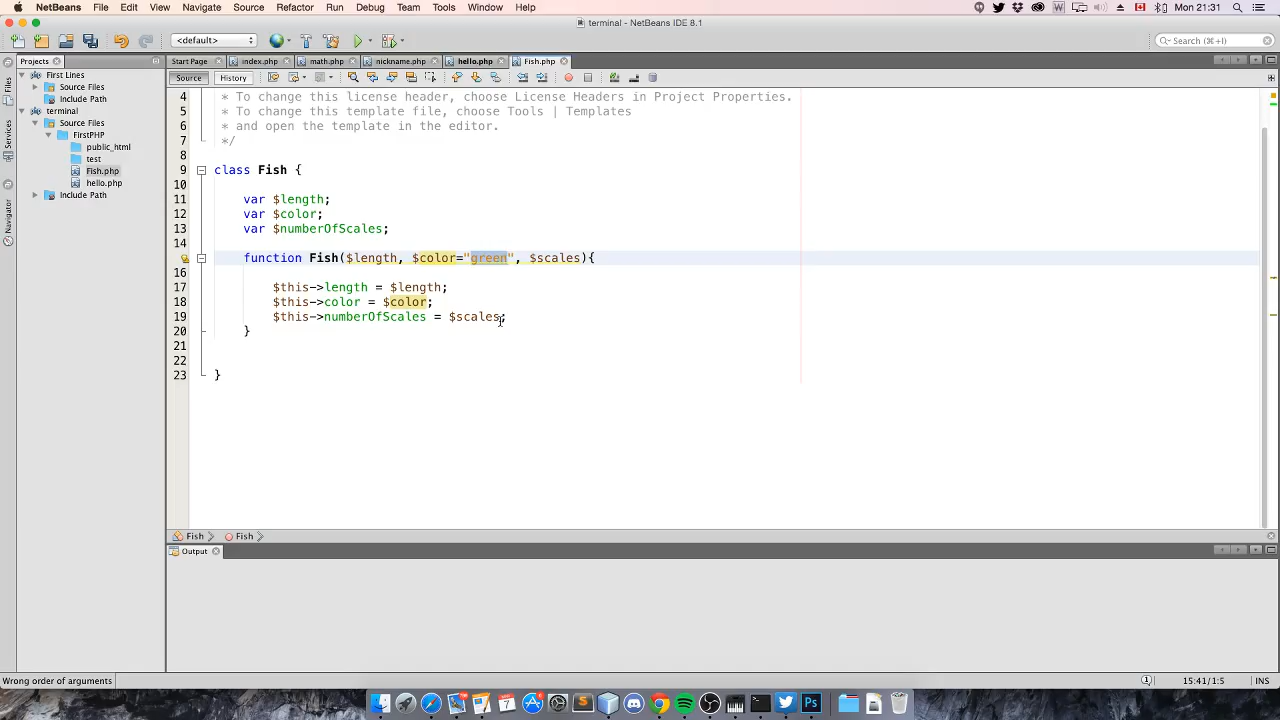 NetBeans File Edit View Navigate Source Refactor Run Debug Team Tools Window Help Mon 21:31
terminal - NetBeans IDE 8.1
<default> Search (⌘+I)
Projects Start Page index.php math.php nickname.php hello.php Fish.php
Source History
Files
Services
Navigator
First Lines
Source Files
Include Path
terminal
Source Files
FirstPHP
public_html
test
Fish.php
hello.php
Include Path
4 * To change this license header, choose License Headers in Project Properties.
5 * To change this template file, choose Tools | Templates
6 * and open the template in the editor.
7 */
8
9 class Fish {
10
11 var $length;
12 var $color;
13 var $numberOfScales;
14
function Fish($length, $color="green", $scales){
16
17 $this->length = $length;
18 $this->color = $color;
19 $this->numberOfScales = $scales;
20 }
21
22
23 }
Fish Fish
Output
Wrong order of arguments 1 15:41/1:5 INS
Ps